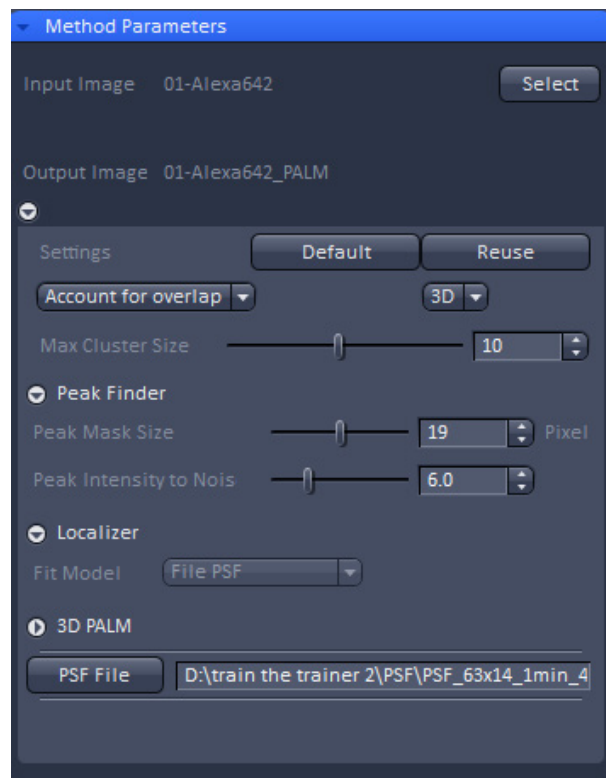 Method Parameters
Input Image 01-Alexa642 Select
Output Image 01-Alexa642_PALM
Settings Default Reuse
Account for overlap 3D
Max Cluster Size 10
Peak Finder
Peak Mask Size 19 Pixel
Peak Intensity to Nois 6.0
Localizer
Fit Model File PSF
3D PALM
PSF File D:\train the trainer 2\PSF\PSF_63x14_1min_4